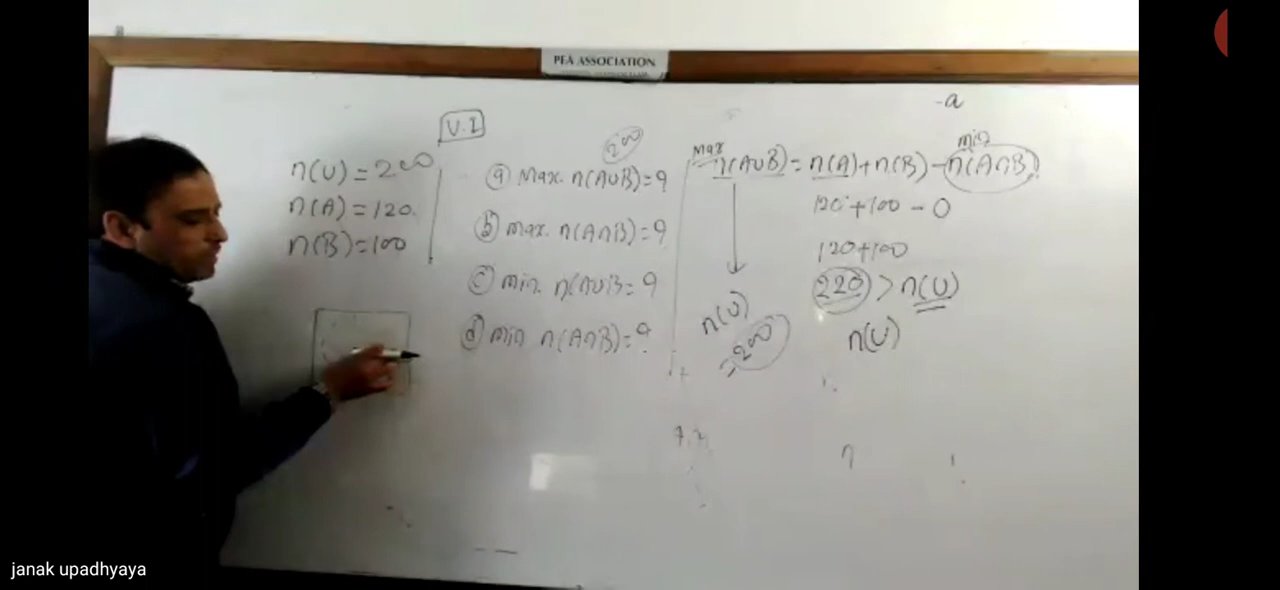 PEA ASSOCIATION
-a
V.I
n(U)=200
n(A)=120.
n(B)=100
200
(a) Max. n(A∪B)=?
(b) Max. n(A∩B)=?
(c) Min. n(A∪B=?
(d) Min n(A∩B)=?
Max min
n(A∪B)=n(A)+n(B)-n(A∩B)
120+100-0
120+100
220>n(U)
n(U)
n(U)
=200
janak upadhyaya